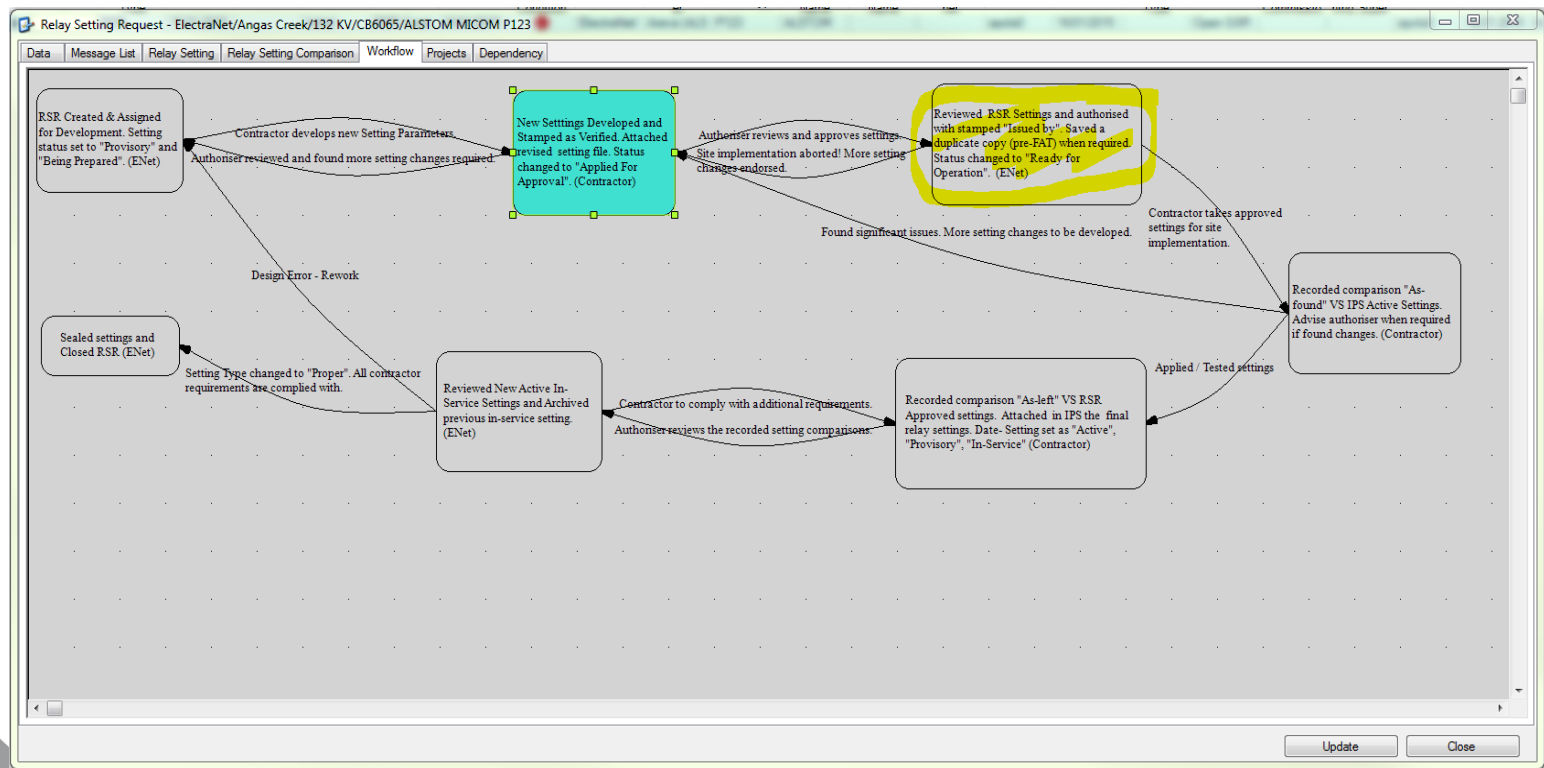 Relay Setting Request - ElectraNet/Angas Creek/132 KV/CB6065/ALSTOM MICOM P123
Data Message List Relay Setting Relay Setting Comparison Workflow Projects Dependency
RSR Created & Assigned
for Development. Setting
status set to "Provisory" and
"Being Prepared". (ENet)
Contractor develops new Setting Parameters.
Authoriser reviewed and found more setting changes required.
New Setttings Developed and
Stamped as Verified. Attached
revised setting file. Status
changed to "Applied For
Approval". (Contractor)
Authoriser reviews and approves settings.
Site implementation aborted! More setting
changes endorsed.
Reviewed RSR Settings and authorised
with stamped "Issued by". Saved a
duplicate copy (pre-FAT) when required.
Status changed to "Ready for
Operation". (ENet)
Contractor takes approved
settings for site
implementation.
Found significant issues. More setting changes to be developed.
Design Error - Rework
Recorded comparison "As-
found" VS IPS Active Settings.
Advise authoriser when required
if found changes. (Contractor)
Sealed settings and
Closed RSR (ENet)
Setting Type changed to "Proper". All contractor
requirements are complied with.
Reviewed New Active In-
Service Settings and Archived
previous in-service setting.
(ENet)
Contractor to comply with additional requirements.
Authoriser reviews the recorded setting comparisons.
Applied / Tested settings
Recorded comparison "As-left" VS RSR
Approved settings. Attached in IPS the final
relay settings. Date- Setting set as "Active",
"Provisory", "In-Service" (Contractor)
Update Close